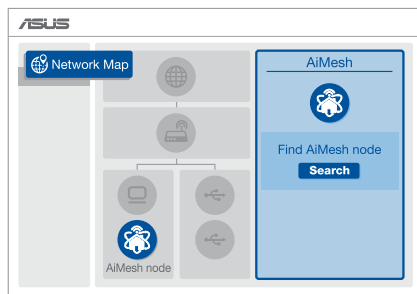 ASUS
Network Map
AiMesh
Find AiMesh node
Search
AiMesh node